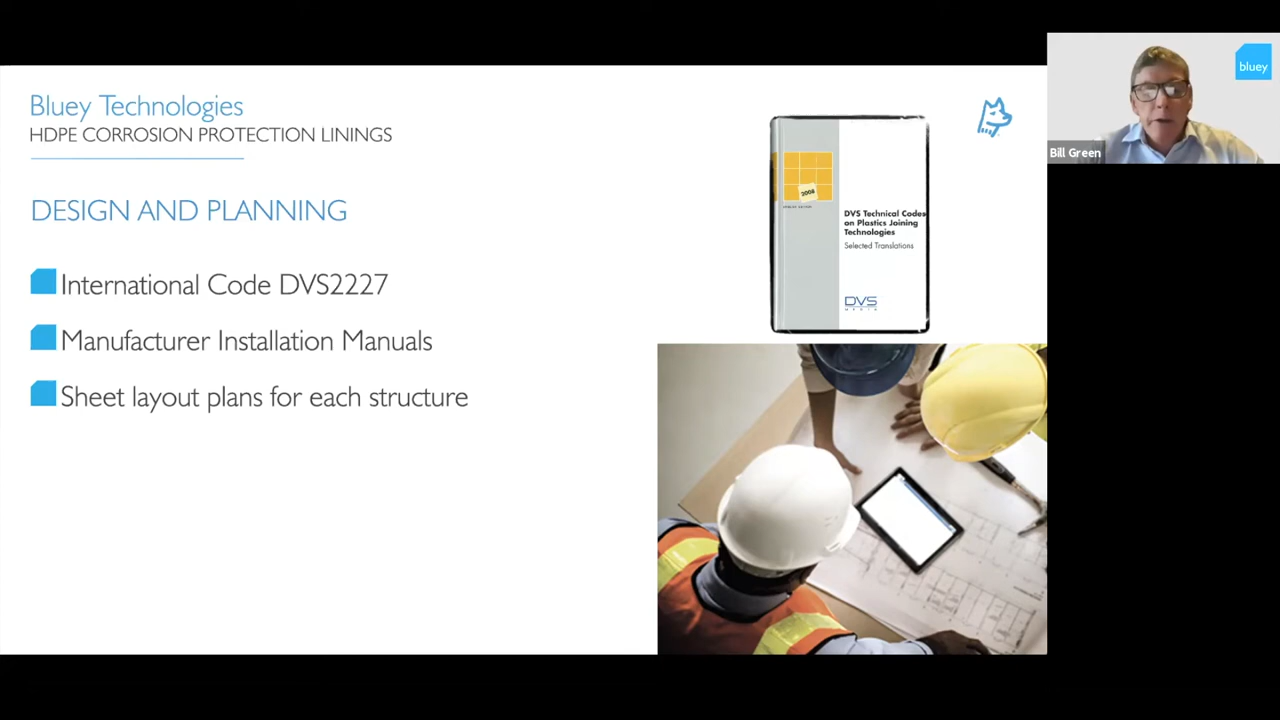 Bluey Technologies
HDPE CORROSION PROTECTION LININGS
DESIGN AND PLANNING
International Code DVS2227
Manufacturer Installation Manuals
Sheet layout plans for each structure
2008
DVS Technical Codes
on Plastics Joining
Technologies
Selected Translations
DVS
MEDIA
bluey
Bill Green